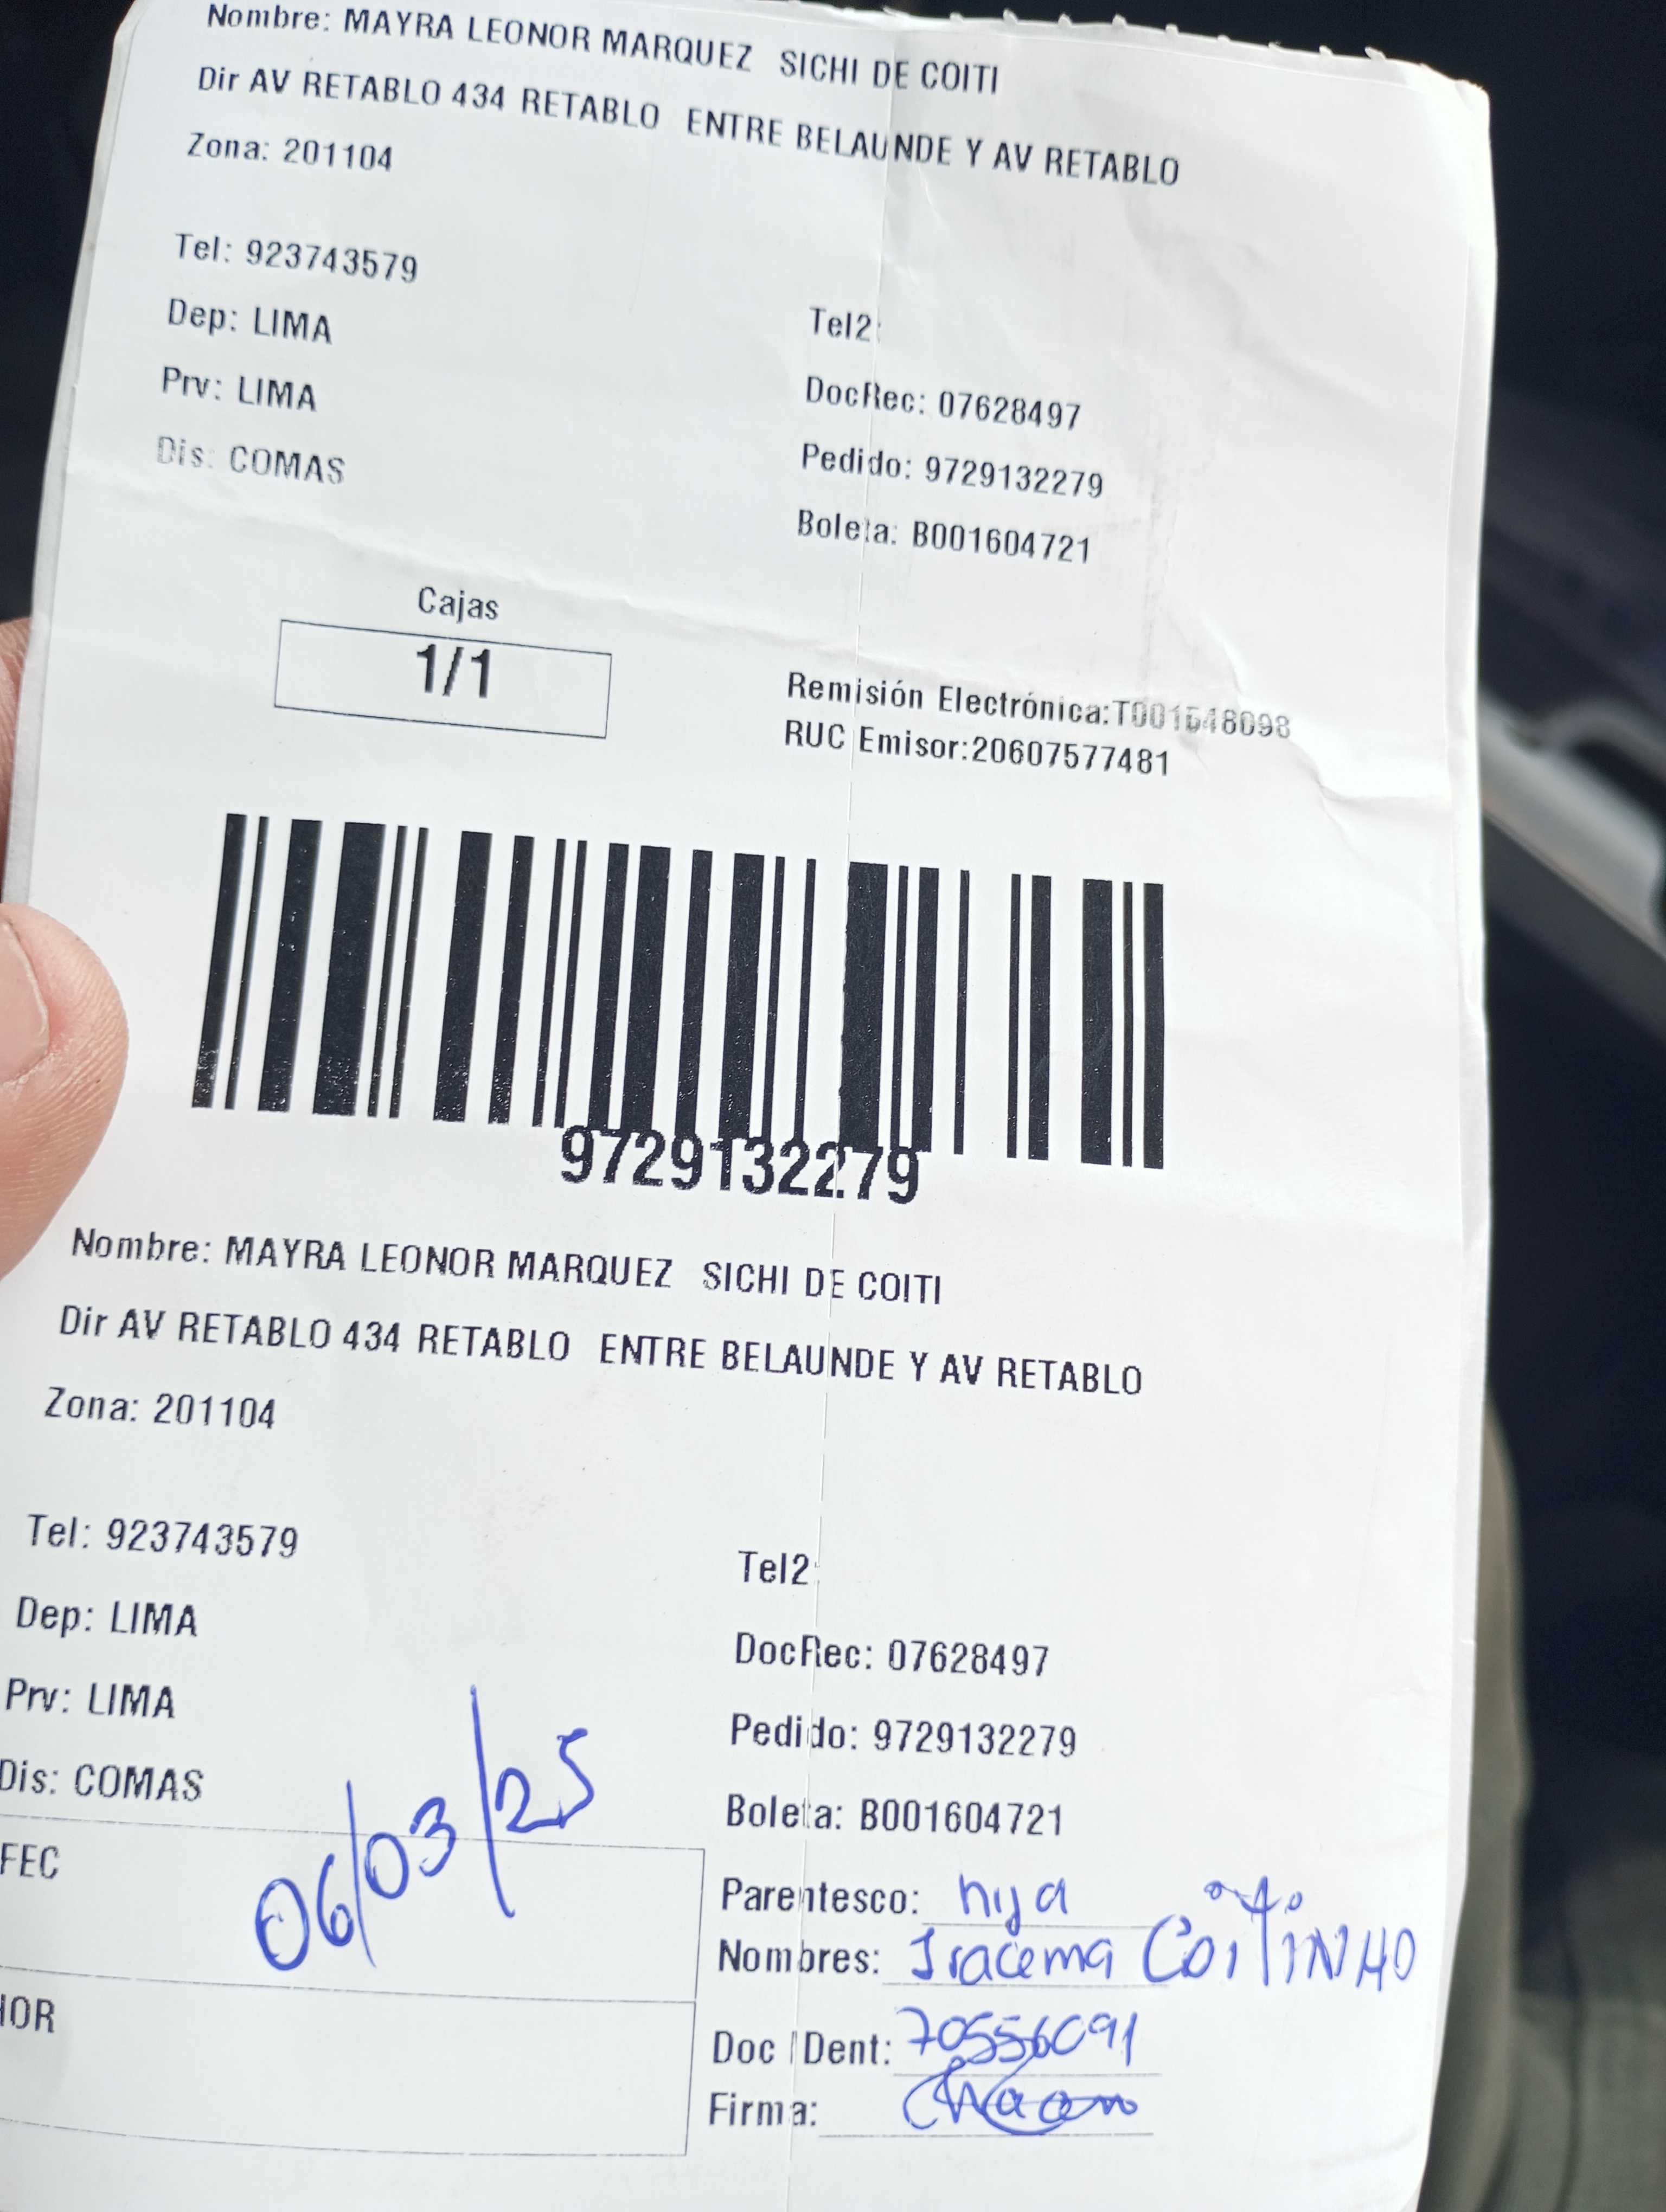 Nombre: MAYRA LEONOR MARQUEZ SICHI DE COITI
Dir AV RETABLO 434 RETABLO ENTRE BELAUNDE Y AV RETABLO
Zona: 201104
Tel: 923743579
Tel2:
Dep: LIMA
DocRec: 07628497
Prv: LIMA
Pedido: 9729132279
Dis: COMAS
Boleta: B001604721
Cajas
1/1
Remisión Electrónica:T001648098
RUC Emisor:20607577481
9729132279
Nombre: MAYRA LEONOR MARQUEZ SICHI DE COITI
Dir AV RETABLO 434 RETABLO ENTRE BELAUNDE Y AV RETABLO
Zona: 201104
Tel: 923743579
Tel2:
Dep: LIMA
DocRec: 07628497
Prv: LIMA
Pedido: 9729132279
Dis: COMAS
Boleta: B001604721
FEC
06/03/25
Parentesco: hija
Nombres: Iracema COITINHO
HOR
Doc Ident: 70556091
Firma: